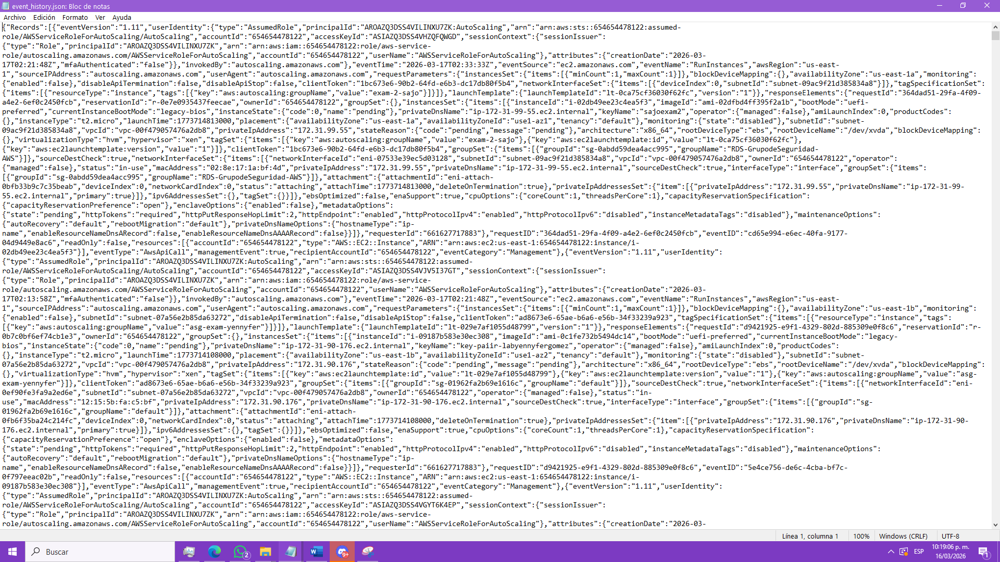 event_history.json: Bloc de notas
Archivo Edición Formato Ver Ayuda
{"Records":[{"eventVersion":"1.11","userIdentity":{"type":"AssumedRole","principalId":"AROAZQ3DSS4VILINXU7ZK:AutoScaling","arn":"arn:aws:sts::654654478122:assumed-
role/AWSServiceRoleForAutoScaling/AutoScaling","accountId":"654654478122","accessKeyId":"ASIAZQ3DSS4VHZQFQWGD","sessionContext":{"sessionIssuer":
{"type":"Role","principalId":"AROAZQ3DSS4VILINXU7ZK","arn":"arn:aws:iam::654654478122:role/aws-service-
role/autoscaling.amazonaws.com/AWSServiceRoleForAutoScaling","accountId":"654654478122","userName":"AWSServiceRoleForAutoScaling"},"attributes":{"creationDate":"2026-03-
17T02:21:48Z","mfaAuthenticated":"false"}},"invokedBy":"autoscaling.amazonaws.com"},"eventTime":"2026-03-17T02:33:33Z","eventSource":"ec2.amazonaws.com","eventName":"RunInstances","awsRegion":"us-east-
1","sourceIPAddress":"autoscaling.amazonaws.com","userAgent":"autoscaling.amazonaws.com","requestParameters":{"instancesSet":{"items":[{"minCount":1,"maxCount":1}]},"blockDeviceMapping":{},"availabilityZone":"us-east-1a","monitoring":
{"enabled":false},"disableApiTermination":false,"disableApiStop":false,"clientToken":"1bc673e6-90b2-64fd-e6b3-dc17db80f5b4","networkInterfaceSet":{"items":[{"deviceIndex":0,"subnetId":"subnet-09ac9f21d385834a8"}]},"tagSpecificationSet":
{"items":[{"resourceType":"instance","tags":[{"key":"aws:autoscaling:groupName","value":"exam-2-sajo"}]}]},"launchTemplate":{"launchTemplateId":"lt-0ca75cf36030f62fc","version":"1"}},"responseElements":{"requestId":"364dad51-29fa-4f09-
a4e2-6ef0c2450fcb","reservationId":"r-0e7e0935437feecae","ownerId":"654654478122","groupSet":{},"instancesSet":{"items":[{"instanceId":"i-02db49ee23c4ea5f3","imageId":"ami-02dfbd4ff395f2a1b","bootMode":"uefi-
preferred","currentInstanceBootMode":"legacy-bios","instanceState":{"code":0,"name":"pending"},"privateDnsName":"ip-172-31-99-55.ec2.internal","keyName":"sajoexam2","operator":{"managed":false},"amiLaunchIndex":0,"productCodes":
{},"instanceType":"t2.micro","launchTime":1773714813000,"placement":{"availabilityZone":"us-east-1a","availabilityZoneId":"use1-az1","tenancy":"default"},"monitoring":{"state":"disabled"},"subnetId":"subnet-
09ac9f21d385834a8","vpcId":"vpc-00f479057476a2db8","privateIpAddress":"172.31.99.55","stateReason":{"code":"pending","message":"pending"},"architecture":"x86_64","rootDeviceType":"ebs","rootDeviceName":"/dev/xvda","blockDeviceMapping":
{},"virtualizationType":"hvm","hypervisor":"xen","tagSet":{"items":[{"key":"aws:autoscaling:groupName","value":"exam-2-sajo"},{"key":"aws:ec2launchtemplate:id","value":"lt-0ca75cf36030f62fc"},
{"key":"aws:ec2launchtemplate:version","value":"1"}]},"clientToken":"1bc673e6-90b2-64fd-e6b3-dc17db80f5b4","groupSet":{"items":[{"groupId":"sg-0abdd59dea4acc995","groupName":"RDS-GrupodeSeguridad-
AWS"}]},"sourceDestCheck":true,"networkInterfaceSet":{"items":[{"networkInterfaceId":"eni-07533e39ec5d03128","subnetId":"subnet-09ac9f21d385834a8","vpcId":"vpc-00f479057476a2db8","ownerId":"654654478122","operator":
{"managed":false},"status":"in-use","macAddress":"02:8e:17:1a:bf:4d","privateIpAddress":"172.31.99.55","privateDnsName":"ip-172-31-99-55.ec2.internal","sourceDestCheck":true,"interfaceType":"interface","groupSet":{"items":
[{"groupId":"sg-0abdd59dea4acc995","groupName":"RDS-GrupodeSeguridad-AWS"}]},"attachment":{"attachmentId":"eni-attach-
0bfb33b9c7c35beab","deviceIndex":0,"networkCardIndex":0,"status":"attaching","attachTime":1773714813000,"deleteOnTermination":true},"privateIpAddressesSet":{"item":[{"privateIpAddress":"172.31.99.55","privateDnsName":"ip-172-31-99-
55.ec2.internal","primary":true}]},"ipv6AddressesSet":{},"tagSet":{}}]},"ebsOptimized":false,"enaSupport":true,"cpuOptions":{"coreCount":1,"threadsPerCore":1},"capacityReservationSpecification":
{"capacityReservationPreference":"open"},"enclaveOptions":{"enabled":false},"metadataOptions":
{"state":"pending","httpTokens":"required","httpPutResponseHopLimit":2,"httpEndpoint":"enabled","httpProtocolIpv4":"enabled","httpProtocolIpv6":"disabled","instanceMetadataTags":"disabled"},"maintenanceOptions":
{"autoRecovery":"default","rebootMigration":"default"},"privateDnsNameOptions":{"hostnameType":"ip-
name","enableResourceNameDnsARecord":false,"enableResourceNameDnsAAAARecord":false}}]},"requesterId":"661627717883"},"requestID":"364dad51-29fa-4f09-a4e2-6ef0c2450fcb","eventID":"cd65e994-e6ec-40fa-9177-
04d9449e8ac6","readOnly":false,"resources":[{"accountId":"654654478122","type":"AWS::EC2::Instance","ARN":"arn:aws:ec2:us-east-1:654654478122:instance/i-
02db49ee23c4ea5f3"}],"eventType":"AwsApiCall","managementEvent":true,"recipientAccountId":"654654478122","eventCategory":"Management"},{"eventVersion":"1.11","userIdentity":
{"type":"AssumedRole","principalId":"AROAZQ3DSS4VILINXU7ZK:AutoScaling","arn":"arn:aws:sts::654654478122:assumed-
role/AWSServiceRoleForAutoScaling/AutoScaling","accountId":"654654478122","accessKeyId":"ASIAZQ3DSS4VJV5I37GT","sessionContext":{"sessionIssuer":
{"type":"Role","principalId":"AROAZQ3DSS4VILINXU7ZK","arn":"arn:aws:iam::654654478122:role/aws-service-
role/autoscaling.amazonaws.com/AWSServiceRoleForAutoScaling","accountId":"654654478122","userName":"AWSServiceRoleForAutoScaling"},"attributes":{"creationDate":"2026-03-
17T02:13:58Z","mfaAuthenticated":"false"}},"invokedBy":"autoscaling.amazonaws.com"},"eventTime":"2026-03-17T02:21:48Z","eventSource":"ec2.amazonaws.com","eventName":"RunInstances","awsRegion":"us-east-
1","sourceIPAddress":"autoscaling.amazonaws.com","userAgent":"autoscaling.amazonaws.com","requestParameters":{"instancesSet":{"items":[{"minCount":1,"maxCount":1}]},"blockDeviceMapping":{},"availabilityZone":"us-east-1b","monitoring":
{"enabled":false},"subnetId":"subnet-07a56e2b85da63272","disableApiTermination":false,"disableApiStop":false,"clientToken":"ad8673e6-65ae-b6a6-e56b-34f33239a923","tagSpecificationSet":{"items":[{"resourceType":"instance","tags":
[{"key":"aws:autoscaling:groupName","value":"asg-exam-yennyfer"}]}]},"launchTemplate":{"launchTemplateId":"lt-029e7af1055d48799","version":"1"}},"responseElements":{"requestId":"d9421925-e9f1-4329-802d-885309e0f8c6","reservationId":"r-
0b7c0bf6ef74cb1e3","ownerId":"654654478122","groupSet":{},"instancesSet":{"items":[{"instanceId":"i-09187b583e30ec308","imageId":"ami-0c1fe732b5494dc14","bootMode":"uefi-preferred","currentInstanceBootMode":"legacy-
bios","instanceState":{"code":0,"name":"pending"},"privateDnsName":"ip-172-31-90-176.ec2.internal","keyName":"key-paiir-labyennyfergomez","operator":{"managed":false},"amiLaunchIndex":0,"productCodes":
{},"instanceType":"t2.micro","launchTime":1773714108000,"placement":{"availabilityZone":"us-east-1b","availabilityZoneId":"use1-az2","tenancy":"default"},"monitoring":{"state":"disabled"},"subnetId":"subnet-
07a56e2b85da63272","vpcId":"vpc-00f479057476a2db8","privateIpAddress":"172.31.90.176","stateReason":{"code":"pending","message":"pending"},"architecture":"x86_64","rootDeviceType":"ebs","rootDeviceName":"/dev/xvda","blockDeviceMapping":
{},"virtualizationType":"hvm","hypervisor":"xen","tagSet":{"items":[{"key":"aws:ec2launchtemplate:id","value":"lt-029e7af1055d48799"},{"key":"aws:ec2launchtemplate:version","value":"1"},{"key":"aws:autoscaling:groupName","value":"asg-
exam-yennyfer"}]},"clientToken":"ad8673e6-65ae-b6a6-e56b-34f33239a923","groupSet":{"items":[{"groupId":"sg-01962fa2b69e1616c","groupName":"default"}]},"sourceDestCheck":true,"networkInterfaceSet":{"items":[{"networkInterfaceId":"eni-
0ef90fe3fa9a2ed6e","subnetId":"subnet-07a56e2b85da63272","vpcId":"vpc-00f479057476a2db8","ownerId":"654654478122","operator":{"managed":false},"status":"in-
use","macAddress":"12:15:5b:fa:c5:bf","privateIpAddress":"172.31.90.176","privateDnsName":"ip-172-31-90-176.ec2.internal","sourceDestCheck":true,"interfaceType":"interface","groupSet":{"items":[{"groupId":"sg-
01962fa2b69e1616c","groupName":"default"}]},"attachment":{"attachmentId":"eni-attach-
0fb6f35ba24c214fc","deviceIndex":0,"networkCardIndex":0,"status":"attaching","attachTime":1773714108000,"deleteOnTermination":true},"privateIpAddressesSet":{"item":[{"privateIpAddress":"172.31.90.176","privateDnsName":"ip-172-31-90-
176.ec2.internal","primary":true}]},"ipv6AddressesSet":{},"tagSet":{}}]},"ebsOptimized":false,"enaSupport":true,"cpuOptions":{"coreCount":1,"threadsPerCore":1},"capacityReservationSpecification":
{"capacityReservationPreference":"open"},"enclaveOptions":{"enabled":false},"metadataOptions":
{"state":"pending","httpTokens":"required","httpPutResponseHopLimit":2,"httpEndpoint":"enabled","httpProtocolIpv4":"enabled","httpProtocolIpv6":"disabled","instanceMetadataTags":"disabled"},"maintenanceOptions":
{"autoRecovery":"default","rebootMigration":"default"},"privateDnsNameOptions":{"hostnameType":"ip-
name","enableResourceNameDnsARecord":false,"enableResourceNameDnsAAAARecord":false}}]},"requesterId":"661627717883"},"requestID":"d9421925-e9f1-4329-802d-885309e0f8c6","eventID":"5e4ce756-de6c-4cba-bf7c-
0f797eeac02b","readOnly":false,"resources":[{"accountId":"654654478122","type":"AWS::EC2::Instance","ARN":"arn:aws:ec2:us-east-1:654654478122:instance/i-
09187b583e30ec308"}],"eventType":"AwsApiCall","managementEvent":true,"recipientAccountId":"654654478122","eventCategory":"Management"},{"eventVersion":"1.11","userIdentity":
{"type":"AssumedRole","principalId":"AROAZQ3DSS4VILINXU7ZK:AutoScaling","arn":"arn:aws:sts::654654478122:assumed-
role/AWSServiceRoleForAutoScaling/AutoScaling","accountId":"654654478122","accessKeyId":"ASIAZQ3DSS4VGYT6K4EP","sessionContext":{"sessionIssuer":
{"type":"Role","principalId":"AROAZQ3DSS4VILINXU7ZK","arn":"arn:aws:iam::654654478122:role/aws-service-
role/autoscaling.amazonaws.com/AWSServiceRoleForAutoScaling","accountId":"654654478122","userName":"AWSServiceRoleForAutoScaling"},"attributes":{"creationDate":"2026-03-
Línea 1, columna 1 100% Windows (CRLF) UTF-8
Buscar 2 9+ ESP 10:19:06 p. m. 1
16/03/2026